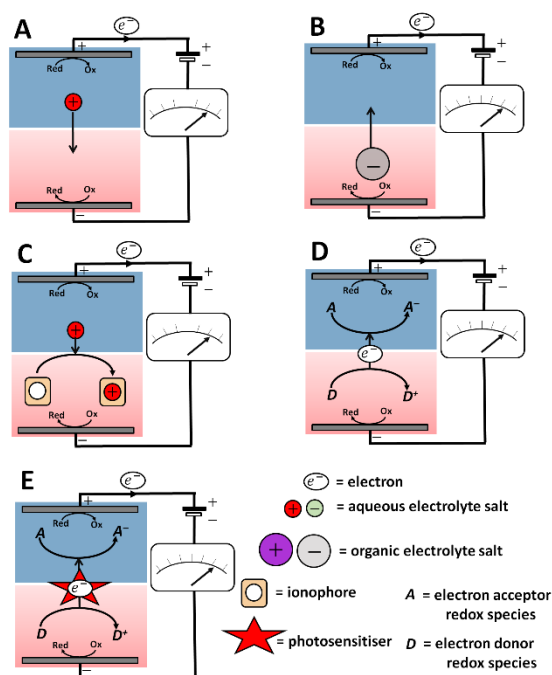 A
e⁻
+
+
−
Red Ox
+
Red Ox
−
B
e⁻
+
+
−
Red Ox
−
Red Ox
−
C
e⁻
+
+
−
Red Ox
+
+
Red Ox
−
D
e⁻
+
+
−
Red Ox
A A⁻
e⁻
D D⁺
Red Ox
−
E
e⁻
+
+
−
Red Ox
A A⁻
e⁻
D D⁺
Red Ox
−
e⁻ = electron
+ − = aqueous electrolyte salt
+ − = organic electrolyte salt
= ionophore
= photosensitiser
A = electron acceptor
redox species
D = electron donor
redox species